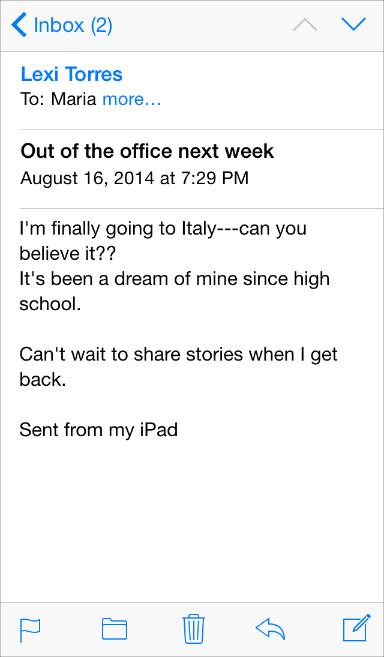 Inbox (2)
Lexi Torres
To: Maria more...
Out of the office next week
August 16, 2014 at 7:29 PM
I'm finally going to Italy---can you
believe it??
It's been a dream of mine since high
school.
Can't wait to share stories when I get
back.
Sent from my iPad